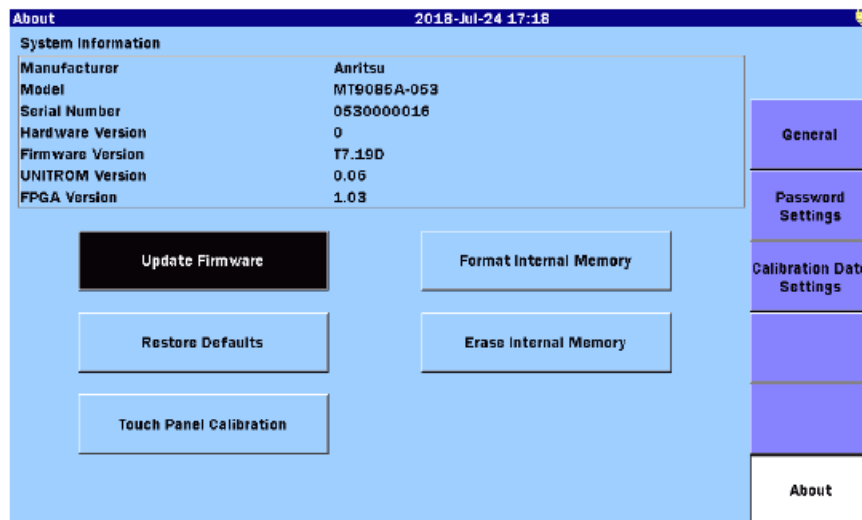 About 2018-Jul-24 17:18
System Information
Manufacturer Anritsu
Model MT9085A-053
Serial Number 0530000016
Hardware Version 0
Firmware Version T7.19D
UNITROM Version 0.06
FPGA Version 1.03
General
Password
Settings
Calibration Date
Settings
Update Firmware Format Internal Memory
Restore Defaults Erase Internal Memory
Touch Panel Calibration
About